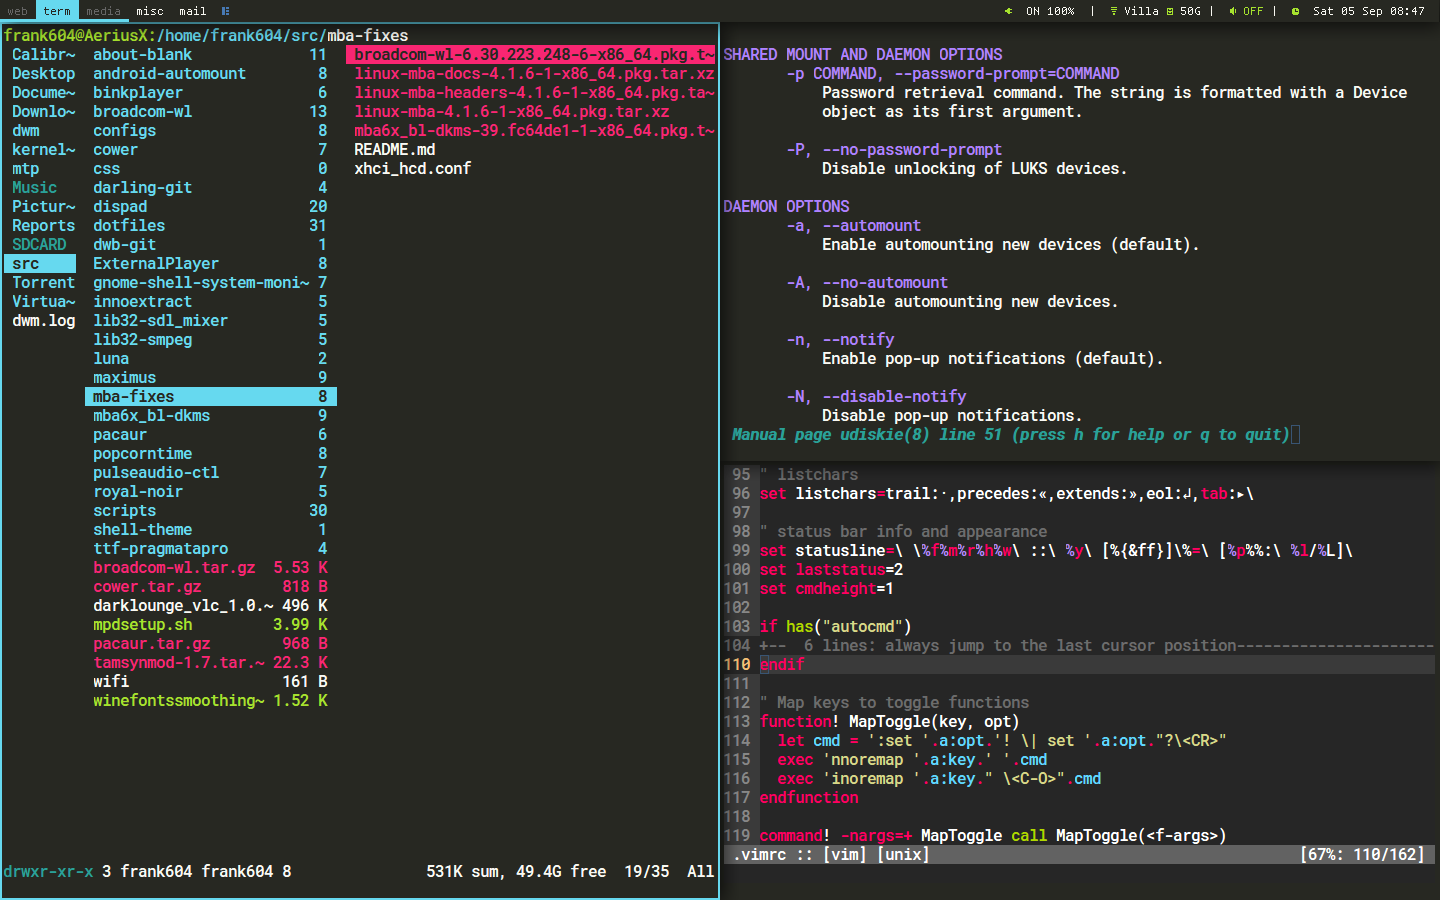 web term media misc mail ON 100% | Villa 50G | OFF | Sat 05 Sep 08:47
frank604@AeriusX:/home/frank604/src/mba-fixes
Calibr~
Desktop
Docume~
Downlo~
dwm
kernel~
mtp
Music
Pictur~
Reports
SDCARD
src
Torrent
Virtua~
dwm.log
about-blank 11
android-automount 8
binkplayer 6
broadcom-wl 13
configs 8
cower 7
css 0
darling-git 4
dispad 20
dotfiles 31
dwb-git 1
ExternalPlayer 8
gnome-shell-system-moni~ 7
innoextract 5
lib32-sdl_mixer 5
lib32-smpeg 5
luna 2
maximus 9
mba-fixes 8
mba6x_bl-dkms 9
pacaur 6
popcorntime 8
pulseaudio-ctl 7
royal-noir 5
scripts 30
shell-theme 1
ttf-pragmatapro 4
broadcom-wl.tar.gz 5.53 K
cower.tar.gz 818 B
darklounge_vlc_1.0.~ 496 K
mpdsetup.sh 3.99 K
pacaur.tar.gz 968 B
tamsynmod-1.7.tar.~ 22.3 K
wifi 161 B
winefontssmoothing~ 1.52 K
broadcom-wl-6.30.223.248-6-x86_64.pkg.t~
linux-mba-docs-4.1.6-1-x86_64.pkg.tar.xz
linux-mba-headers-4.1.6-1-x86_64.pkg.ta~
linux-mba-4.1.6-1-x86_64.pkg.tar.xz
mba6x_bl-dkms-39.fc64de1-1-x86_64.pkg.t~
README.md
xhci_hcd.conf
drwxr-xr-x 3 frank604 frank604 8 531K sum, 49.4G free 19/35 All
SHARED MOUNT AND DAEMON OPTIONS
-p COMMAND, --password-prompt=COMMAND
Password retrieval command. The string is formatted with a Device
object as its first argument.
-P, --no-password-prompt
Disable unlocking of LUKS devices.
DAEMON OPTIONS
-a, --automount
Enable automounting new devices (default).
-A, --no-automount
Disable automounting new devices.
-n, --notify
Enable pop-up notifications (default).
-N, --disable-notify
Disable pop-up notifications.
Manual page udiskie(8) line 51 (press h for help or q to quit)
95 " listchars
96 set listchars=trail:·,precedes:«,extends:»,eol:↲,tab:▸\
97
98 " status bar info and appearance
99 set statusline=\ \%f%m%r%h%w\ ::\ %y\ [%{&ff}]\%=\ [%p%%:\ %l/%L]\
100 set laststatus=2
101 set cmdheight=1
102
103 if has("autocmd")
104 +--  6 lines: always jump to the last cursor position----------------------
110 endif
111
112 " Map keys to toggle functions
113 function! MapToggle(key, opt)
114 let cmd = ':set '.a:opt.'! \| set '.a:opt."?\<CR>"
115 exec 'nnoremap '.a:key.' '.cmd
116 exec 'inoremap '.a:key." \<C-O>".cmd
117 endfunction
118
119 command! -nargs=+ MapToggle call MapToggle(<f-args>)
.vimrc :: [vim] [unix] [67%: 110/162]